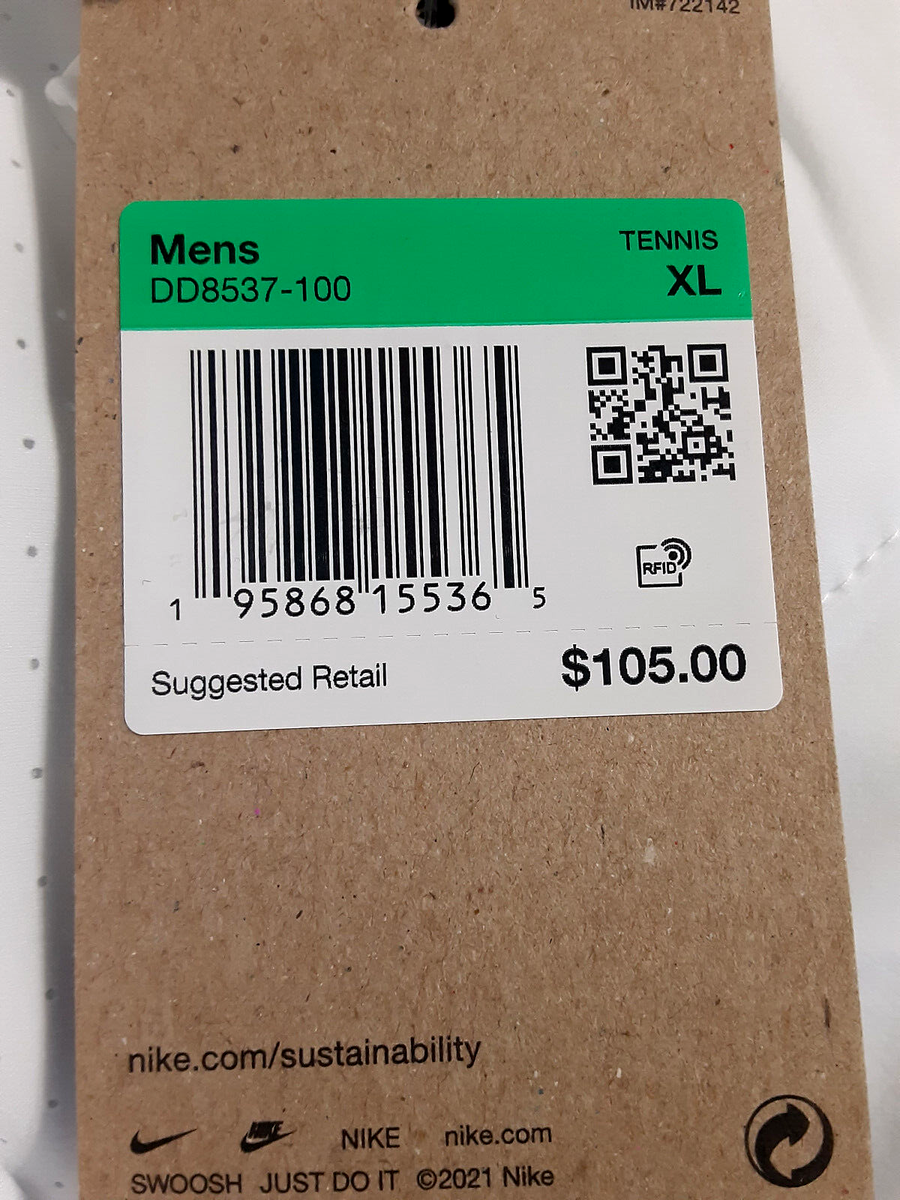 IM#722142
Mens
TENNIS
DD8537-100
XL
1 95868 15536 5
RFID
Suggested Retail
$105.00
nike.com/sustainability
NIKE NIKE nike.com
SWOOSH JUST DO IT ©2021 Nike